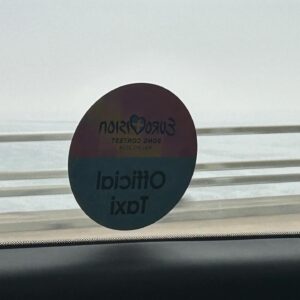 EUROVISION
SONG CONTEST
Official
Taxi